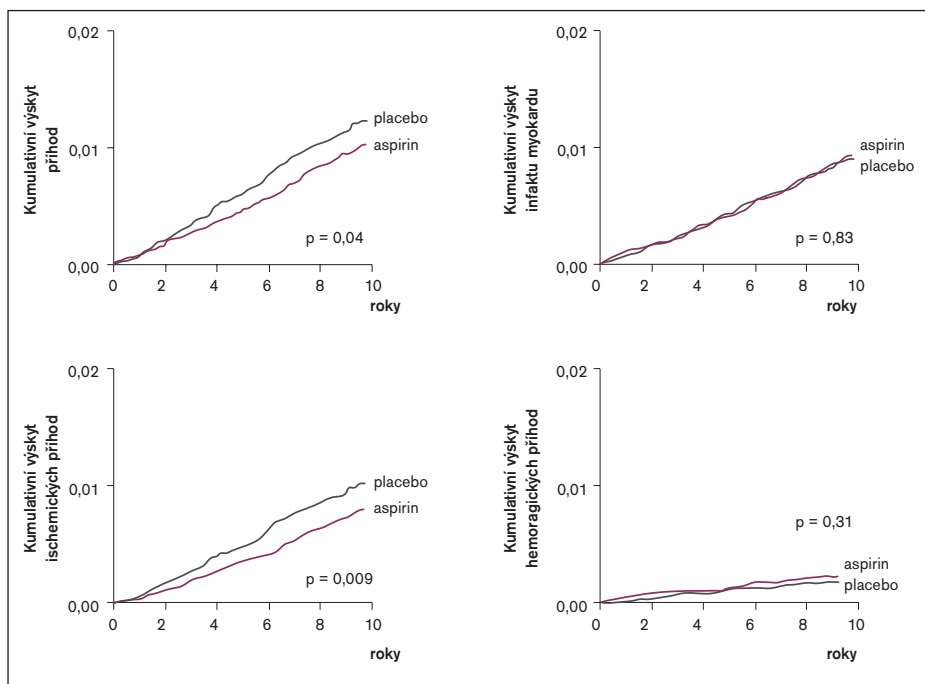 Kumulativní výskyt
příhod
0,02
0,01
0,00
placebo
aspirin
p = 0,04
0 2 4 6 8 10
roky
Kumulativní výskyt
infaktu myokardu
0,02
0,01
0,00
aspirin
placebo
p = 0,83
0 2 4 6 8 10
roky
Kumulativní výskyt
ischemických příhod
0,02
0,01
0,00
placebo
aspirin
p = 0,009
0 2 4 6 8 10
roky
Kumulativní výskyt
hemoragických příhod
0,02
0,01
0,00
p = 0,31
aspirin
placebo
0 2 4 6 8 10
roky